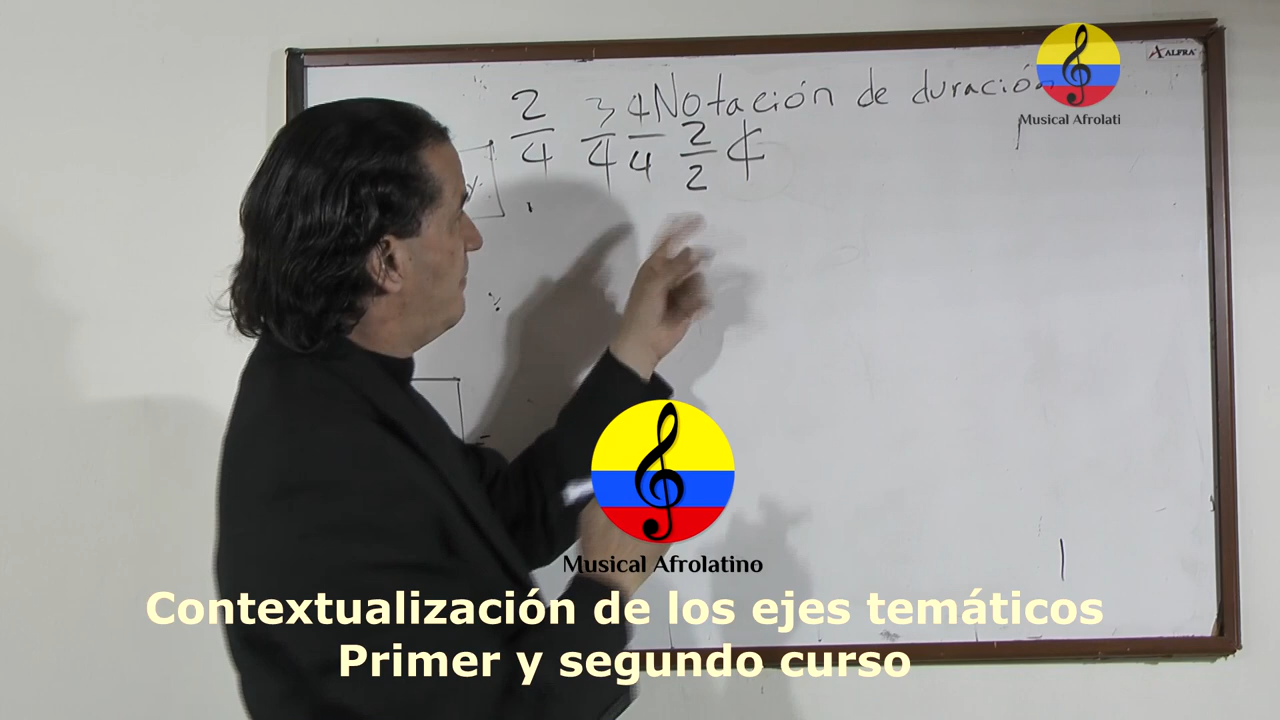 ALFRA
Notación de duración
2/4 3/4 4/4 2/2 ¢
y
Musical Afrolati
Musical Afrolatino
Contextualización de los ejes temáticos
Primer y segundo curso